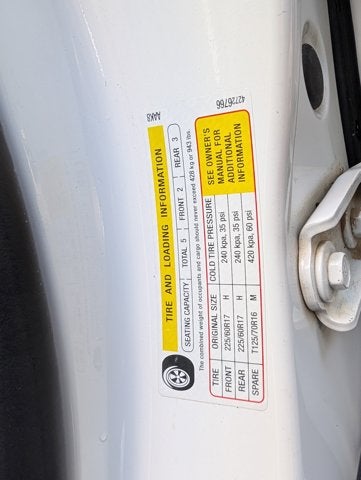 AAK8
42726766
TIRE AND LOADING INFORMATION
SEATING CAPACITY TOTAL 5 FRONT 2 REAR 3
The combined weight of occupants and cargo should never exceed 428 kg or 943 lbs.
TIRE ORIGINAL SIZE COLD TIRE PRESSURE SEE OWNER'S MANUAL FOR ADDITIONAL INFORMATION
FRONT 225/60R17 H 240 kpa, 35 psi
REAR 225/60R17 H 240 kpa, 35 psi
SPARE T125/70R16 M 420 kpa, 60 psi